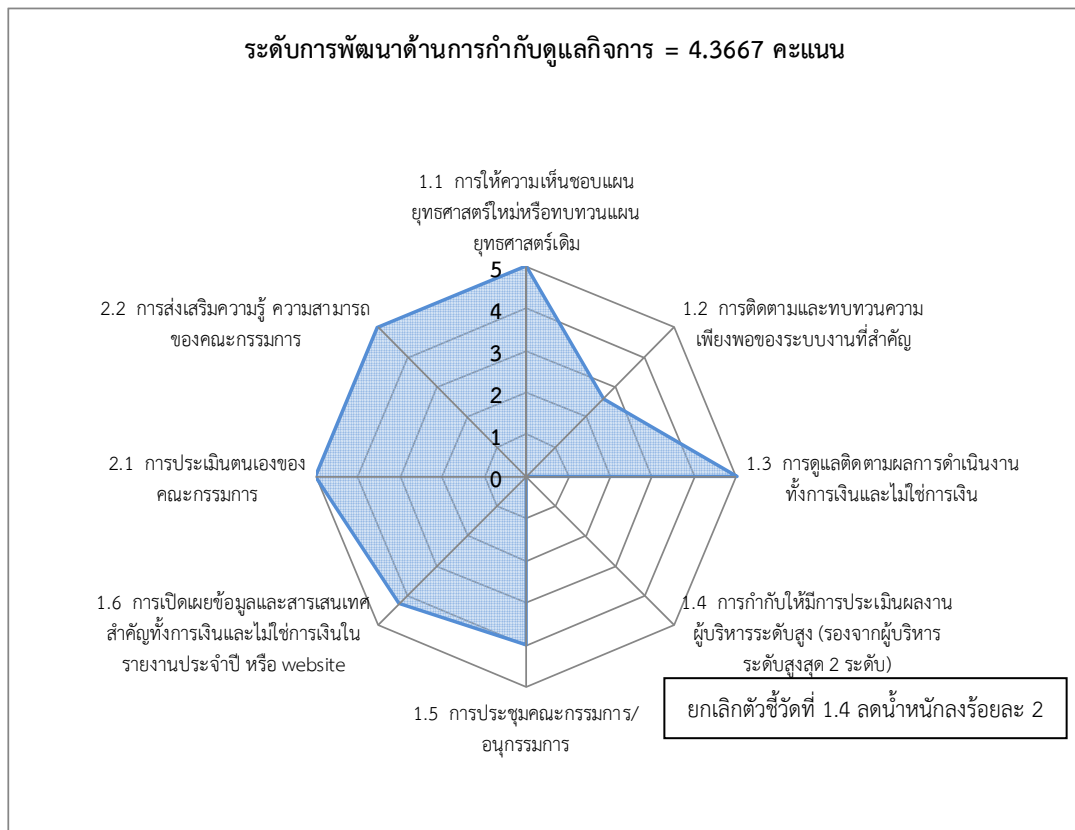 ระดับการพัฒนาด้านการกำกับดูแลกิจการ = 4.3667 คะแนน
1.1 การให้ความเห็นชอบแผน
ยุทธศาสตร์ใหม่หรือทบทวนแผน
ยุทธศาสตร์เดิม
5
4
3
2
1
0
1.2 การติดตามและทบทวนความ
เพียงพอของระบบงานที่สำคัญ
1.3 การดูแลติดตามผลการดำเนินงาน
ทั้งการเงินและไม่ใช่การเงิน
1.4 การกำกับให้มีการประเมินผลงาน
ผู้บริหารระดับสูง (รองจากผู้บริหาร
ระดับสูงสุด 2 ระดับ)
ยกเลิกตัวชี้วัดที่ 1.4 ลดน้ำหนักลงร้อยละ 2
1.5 การประชุมคณะกรรมการ/
อนุกรรมการ
1.6 การเปิดเผยข้อมูลและสารเสนเทศ
สำคัญทั้งการเงินและไม่ใช่การเงินใน
รายงานประจำปี หรือ website
2.1 การประเมินตนเองของ
คณะกรรมการ
2.2 การส่งเสริมความรู้ ความสามารถ
ของคณะกรรมการ